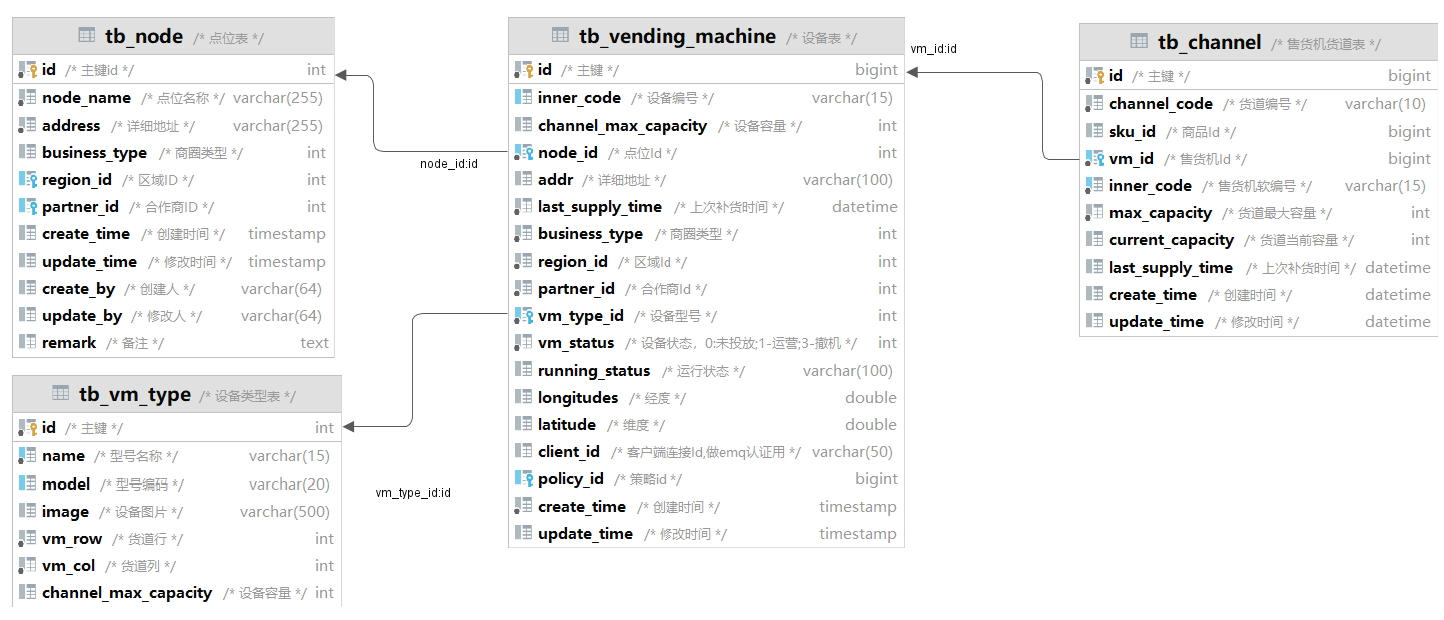 tb_node /* 点位表 */
id /* 主键id */ int
node_name /* 点位名称 */ varchar(255)
address /* 详细地址 */ varchar(255)
business_type /* 商圈类型 */ int
region_id /* 区域ID */ int
partner_id /* 合作商ID */ int
create_time /* 创建时间 */ timestamp
update_time /* 修改时间 */ timestamp
create_by /* 创建人 */ varchar(64)
update_by /* 修改人 */ varchar(64)
remark /* 备注 */ text
tb_vm_type /* 设备类型表 */
id /* 主键 */ int
name /* 型号名称 */ varchar(15)
model /* 型号编码 */ varchar(20)
image /* 设备图片 */ varchar(500)
vm_row /* 货道行 */ int
vm_col /* 货道列 */ int
channel_max_capacity /* 设备容量 */ int
node_id:id
vm_type_id:id
tb_vending_machine /* 设备表 */
id /* 主键 */ bigint
inner_code /* 设备编号 */ varchar(15)
channel_max_capacity /* 设备容量 */ int
node_id /* 点位Id */ int
addr /* 详细地址 */ varchar(100)
last_supply_time /* 上次补货时间 */ datetime
business_type /* 商圈类型 */ int
region_id /* 区域Id */ int
partner_id /* 合作商Id */ int
vm_type_id /* 设备型号 */ int
vm_status /* 设备状态，0:未投放;1-运营;3-撤机 */ int
running_status /* 运行状态 */ varchar(100)
longitudes /* 经度 */ double
latitude /* 维度 */ double
client_id /* 客户端连接Id,做emq认证用 */ varchar(50)
policy_id /* 策略id */ bigint
create_time /* 创建时间 */ timestamp
update_time /* 修改时间 */ timestamp
vm_id:id
tb_channel /* 售货机货道表 */
id /* 主键 */ bigint
channel_code /* 货道编号 */ varchar(10)
sku_id /* 商品Id */ bigint
vm_id /* 售货机Id */ bigint
inner_code /* 售货机软编号 */ varchar(15)
max_capacity /* 货道最大容量 */ int
current_capacity /* 货道当前容量 */ int
last_supply_time /* 上次补货时间 */ datetime
create_time /* 创建时间 */ datetime
update_time /* 修改时间 */ datetime